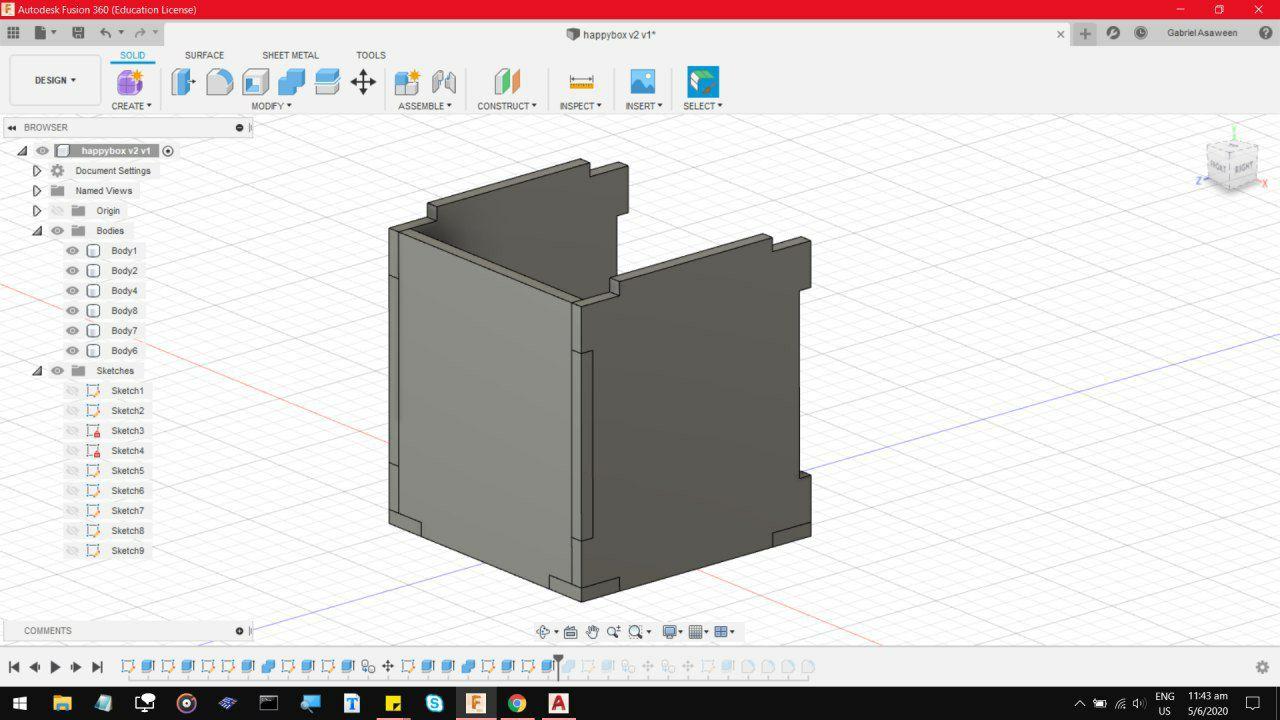 Autodesk Fusion 360 (Education License)
happybox v2 v1*
Gabriel Asaween
SOLID SURFACE SHEET METAL TOOLS
DESIGN
CREATE MODIFY ASSEMBLE CONSTRUCT INSPECT INSERT SELECT
BROWSER
happybox v2 v1
Document Settings
Named Views
Origin
Bodies
Body1
Body2
Body4
Body8
Body7
Body6
Sketches
Sketch1
Sketch2
Sketch3
Sketch4
Sketch5
Sketch6
Sketch7
Sketch8
Sketch9
FRONT RIGHT
Y
Z
X
COMMENTS
ENG 11:43 am
US 5/6/2020